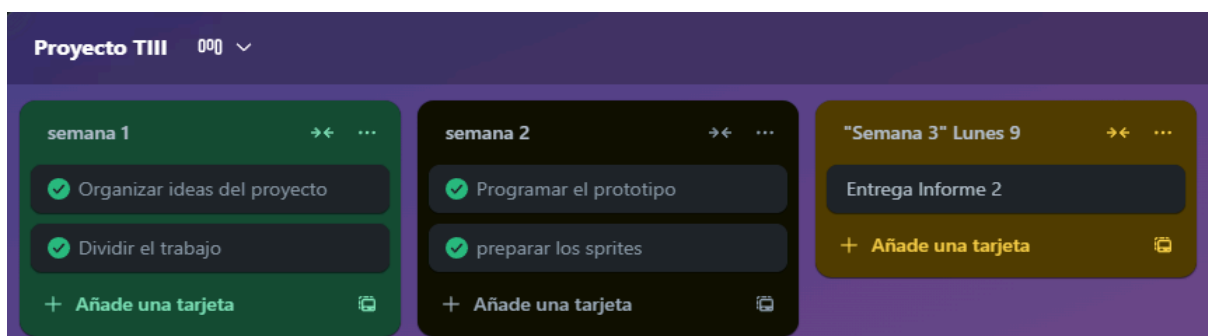 Proyecto TIII
semana 1
Organizar ideas del proyecto
Dividir el trabajo
+ Añade una tarjeta
semana 2
Programar el prototipo
preparar los sprites
+ Añade una tarjeta
"Semana 3" Lunes 9
Entrega Informe 2
+ Añade una tarjeta